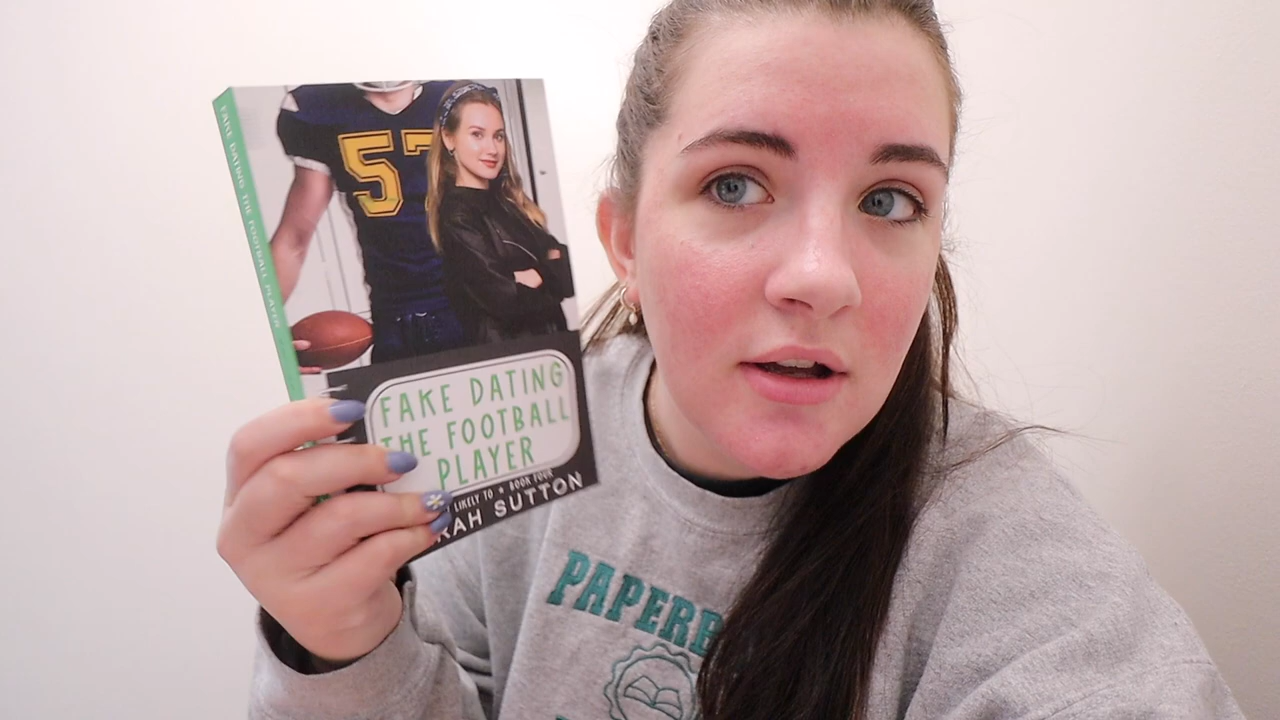 FAKE DATING THE FOOTBALL PLAYER
57
FAKE DATING
THE FOOTBALL
PLAYER
LIKELY TO • BOOK FOUR
RAH SUTTON
PAPERB